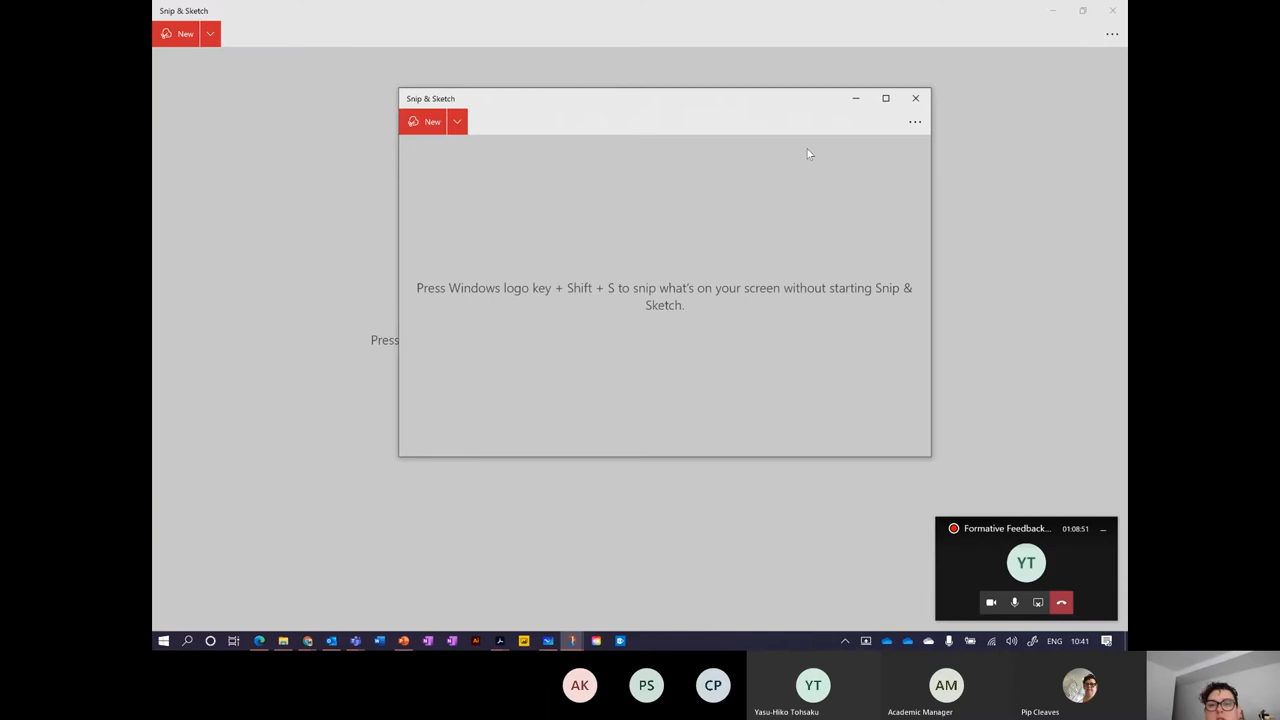 Snip & Sketch
New
Snip & Sketch
New
Press Windows logo key + Shift + S to snip what's on your screen without starting Snip &
Sketch.
Press
Formative Feedback... 01:08:51
YT
ENG 10:41
AK PS CP YT AM
Yasu-Hiko Tohsaku Academic Manager Pip Cleaves